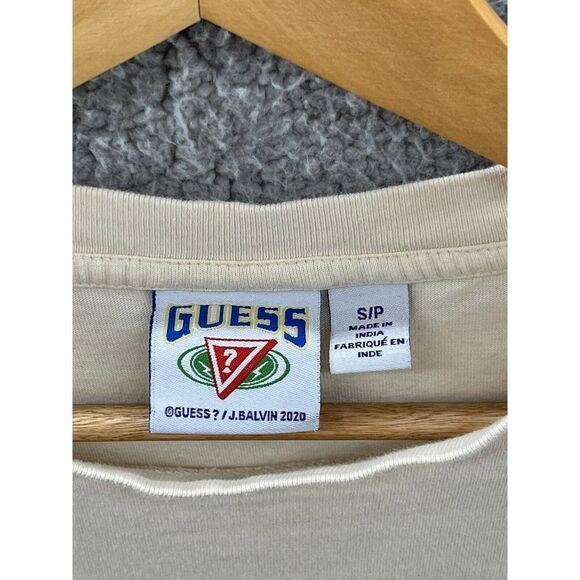 GUESS
?
©GUESS?/J.BALVIN 2020
S/P
MADE IN
INDIA
FABRIQUÉ EN
INDE